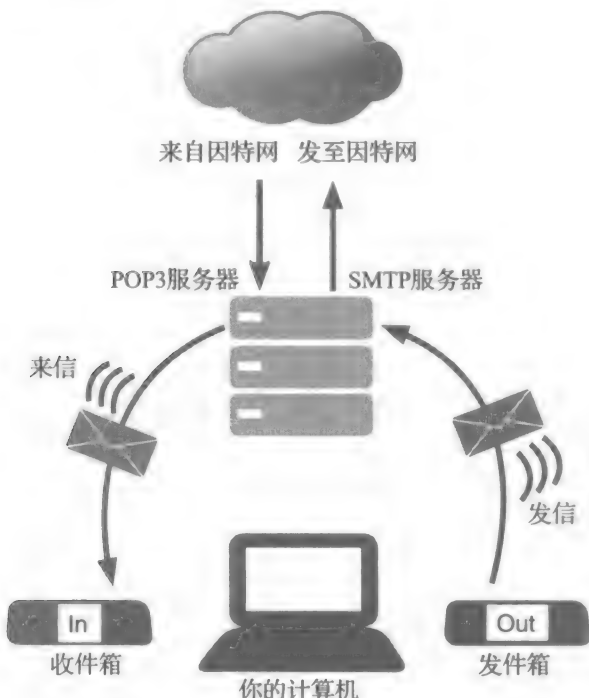 来自因特网 发至因特网
POP3服务器 SMTP服务器
来信
发信
In
Out
收件箱
你的计算机
发件箱